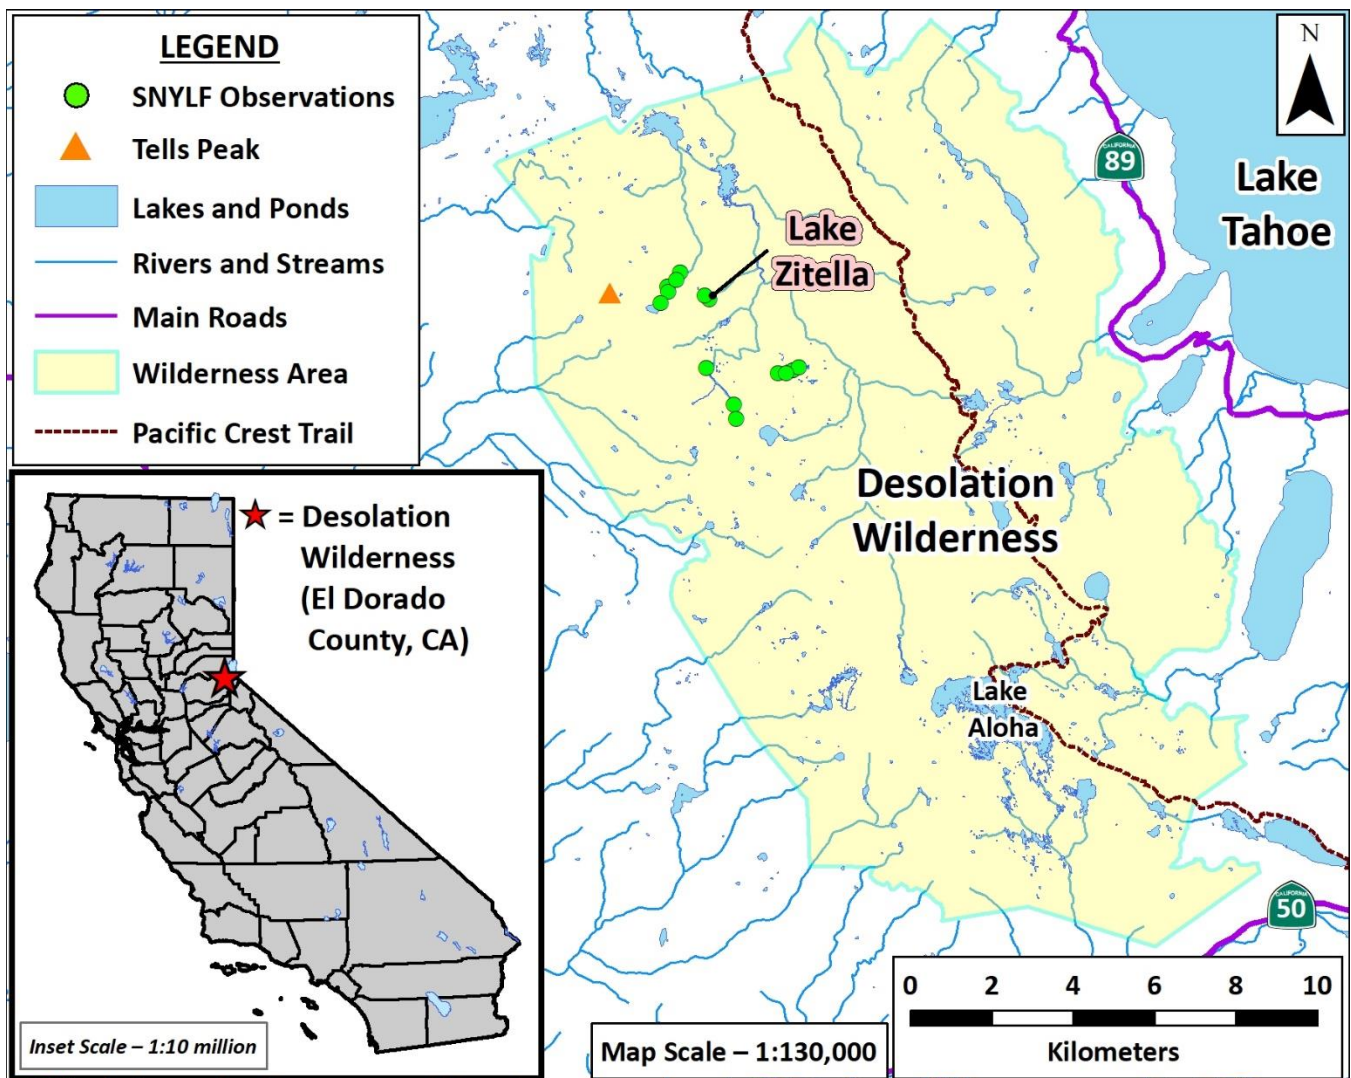 LEGEND
SNYLF Observations
Tells Peak
Lakes and Ponds
Rivers and Streams
Main Roads
Wilderness Area
Pacific Crest Trail
N
CALIFORNIA
89
Lake
Tahoe
Lake
Zitella
Desolation
Wilderness
Lake
Aloha
= Desolation
Wilderness
(El Dorado
County, CA)
Inset Scale – 1:10 million
CALIFORNIA
50
Map Scale – 1:130,000
0 2 4 6 8 10
Kilometers